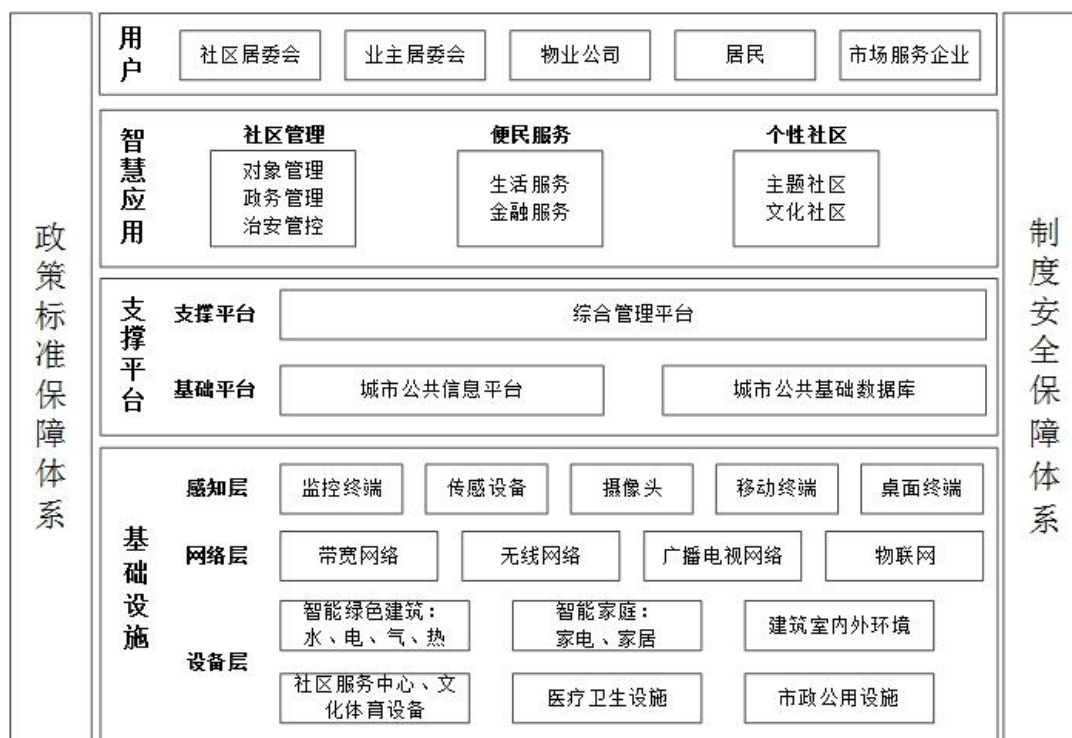 政策标准保障体系
用户
社区居委会
业主居委会
物业公司
居民
市场服务企业
智慧应用
社区管理
对象管理
政务管理
治安管控
便民服务
生活服务
金融服务
个性社区
主题社区
文化社区
支撑平台
支撑平台
综合管理平台
基础平台
城市公共信息平台
城市公共基础数据库
基础设施
感知层
监控终端
传感设备
摄像头
移动终端
桌面终端
网络层
带宽网络
无线网络
广播电视网络
物联网
设备层
智能绿色建筑：
水、电、气、热
智能家庭：
家电、家居
建筑室内外环境
社区服务中心、文
化体育设备
医疗卫生设施
市政公用设施
制度安全保障体系